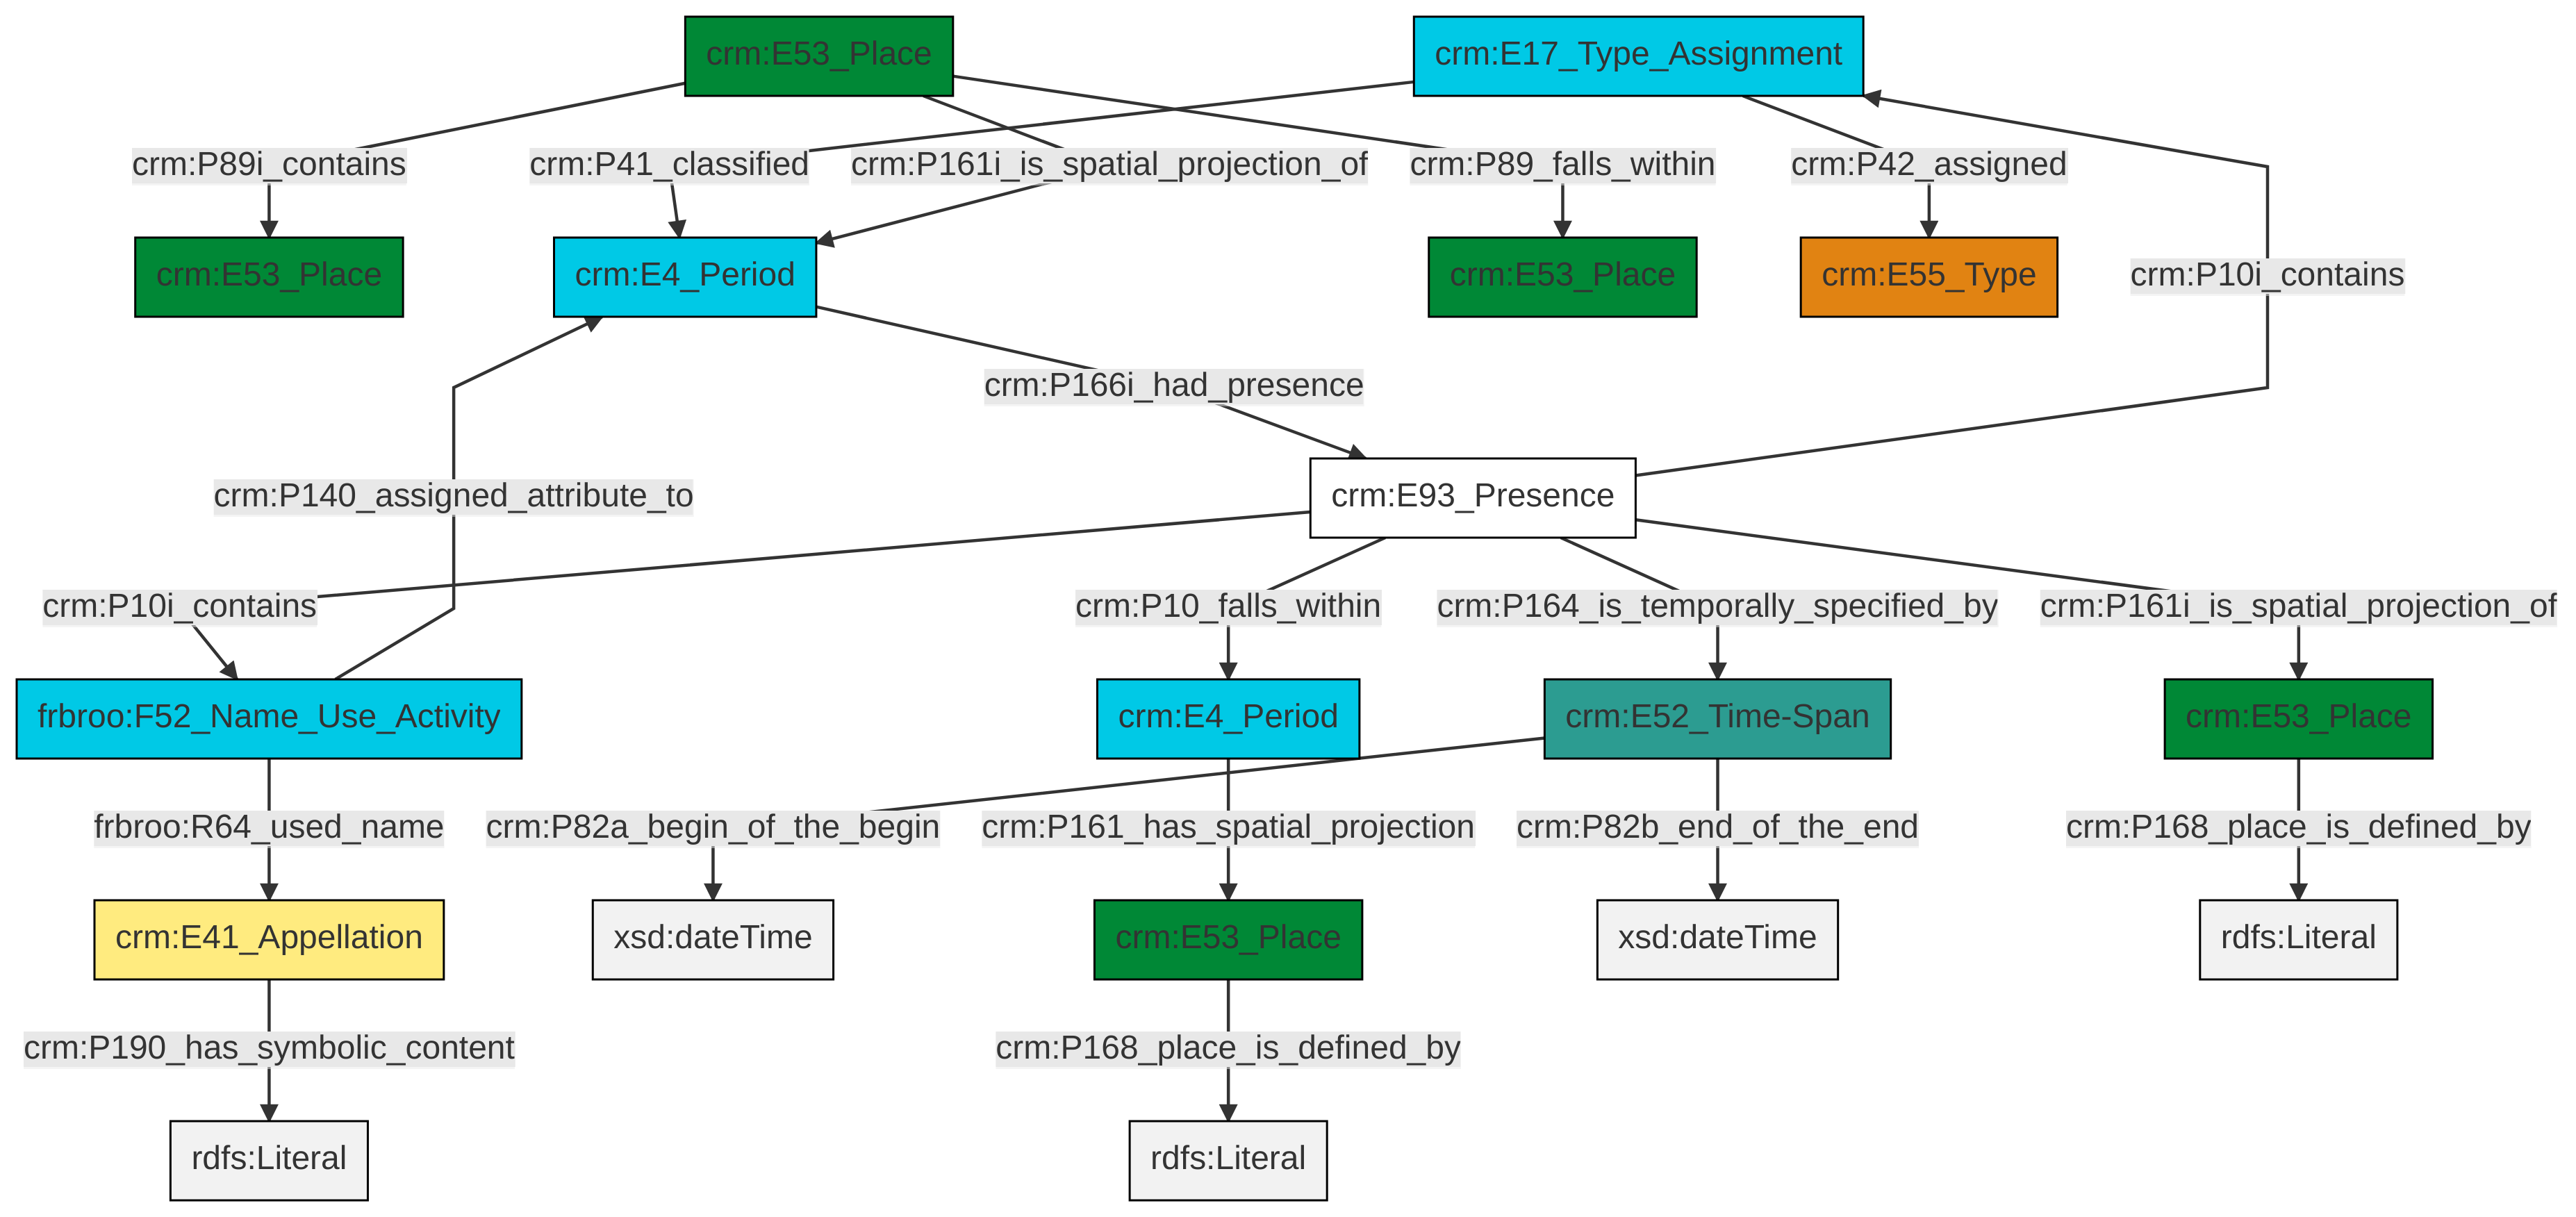 crm:E53_Place
crm:E17_Type_Assignment
crm:P89i_contains
crm:P41_classified
crm:P161i_is_spatial_projection_of
crm:P89_falls_within
crm:P42_assigned
crm:E53_Place
crm:E4_Period
crm:E53_Place
crm:E55_Type
crm:P10i_contains
crm:P166i_had_presence
crm:P140_assigned_attribute_to
crm:E93_Presence
crm:P10i_contains
crm:P10_falls_within
crm:P164_is_temporally_specified_by
crm:P161i_is_spatial_projection_of
frbroo:F52_Name_Use_Activity
crm:E4_Period
crm:E52_Time-Span
crm:E53_Place
frbroo:R64_used_name
crm:P82a_begin_of_the_begin
crm:P161_has_spatial_projection
crm:P82b_end_of_the_end
crm:P168_place_is_defined_by
crm:E41_Appellation
xsd:dateTime
crm:E53_Place
xsd:dateTime
rdfs:Literal
crm:P190_has_symbolic_content
crm:P168_place_is_defined_by
rdfs:Literal
rdfs:Literal